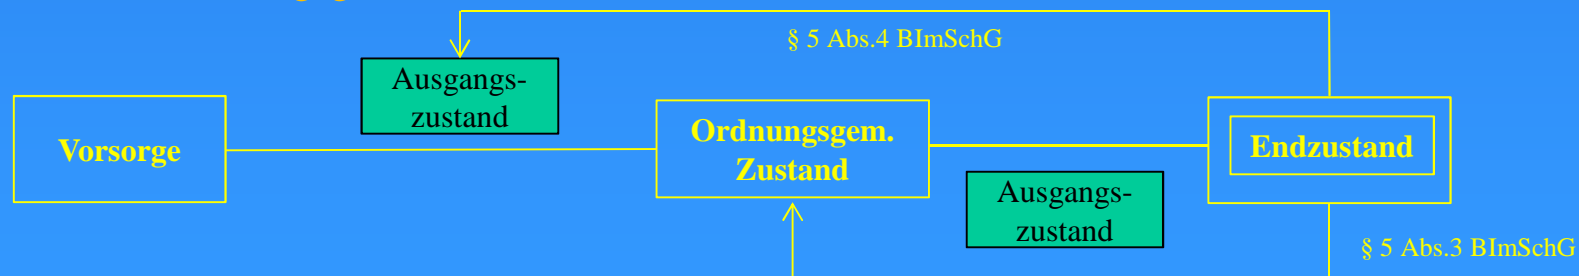 § 5 Abs.4 BImSchG
Ausgangs-
zustand
Vorsorge
Ordnungsgem.
Zustand
Endzustand
Ausgangs-
zustand
§ 5 Abs.3 BImSchG